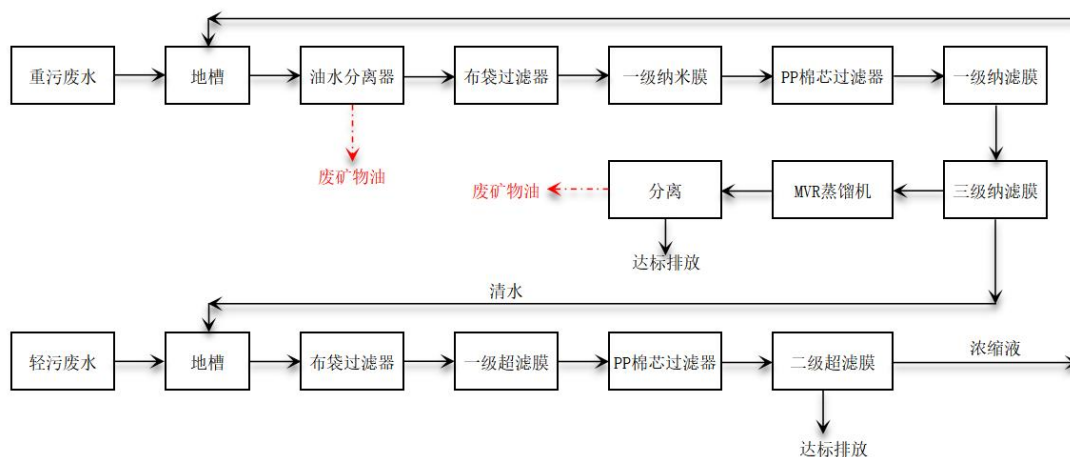 重污废水
地槽
油水分离器
布袋过滤器
一级纳米膜
PP棉芯过滤器
一级纳滤膜
废矿物油
废矿物油
分离
MVR蒸馏机
三级纳滤膜
达标排放
清水
轻污废水
地槽
布袋过滤器
一级超滤膜
PP棉芯过滤器
二级超滤膜
浓缩液
达标排放